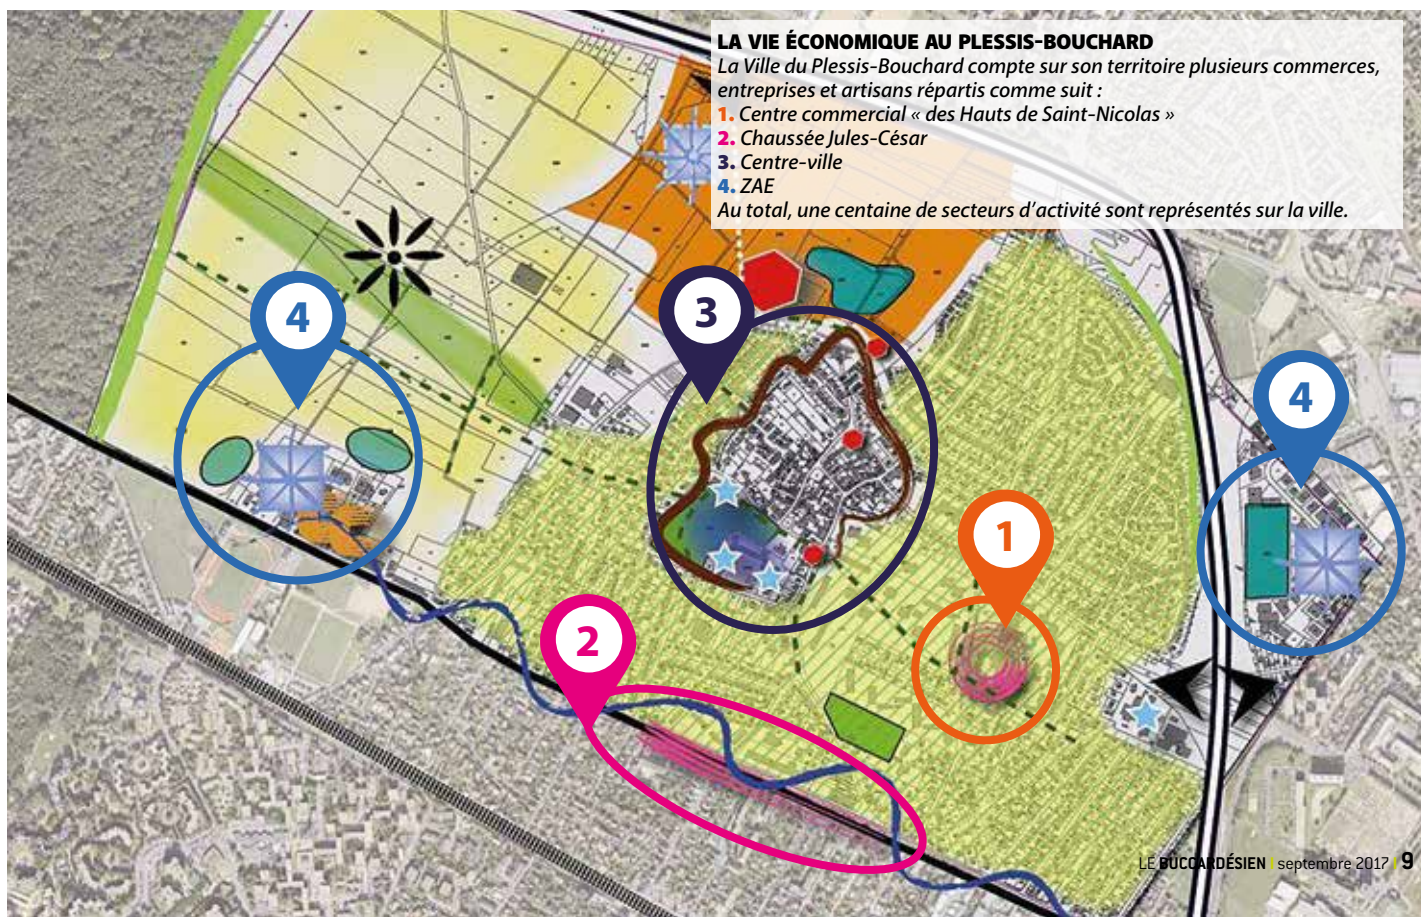 LA VIE ÉCONOMIQUE AU PLESSIS-BOUCHARD
La Ville du Plessis-Bouchard compte sur son territoire plusieurs commerces,
entreprises et artisans répartis comme suit :
1. Centre commercial « des Hauts de Saint-Nicolas »
2. Chaussée Jules-César
3. Centre-ville
4. ZAE
Au total, une centaine de secteurs d'activité sont représentés sur la ville.
4
3
4
1
2
LE BUCCARDÉSIEN | septembre 2017 | 9